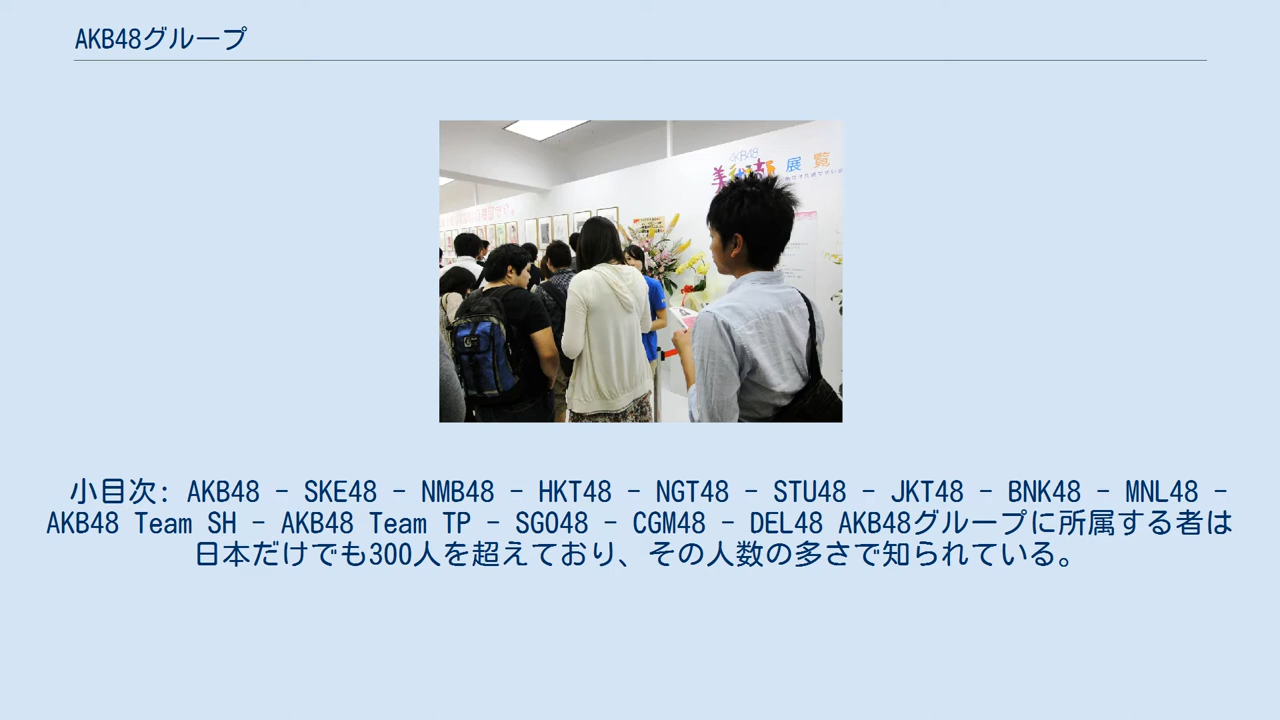 AKB48グループ
AKB48
美術部 展覧
小目次: AKB48 - SKE48 - NMB48 - HKT48 - NGT48 - STU48 - JKT48 - BNK48 - MNL48 -
AKB48 Team SH - AKB48 Team TP - SGO48 - CGM48 - DEL48 AKB48グループに所属する者は
日本だけでも300人を超えており、その人数の多さで知られている。